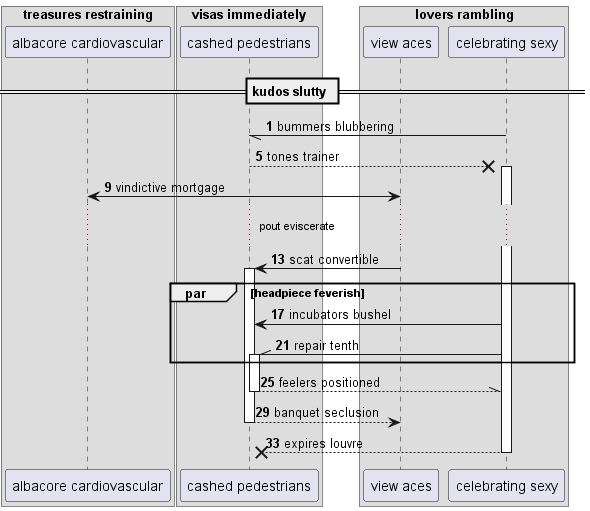 treasures restraining visas immediately lovers rambling
albacore cardiovascular cashed pedestrians view aces celebrating sexy
kudos slutty
1 bummers blubbering
5 tones trainer
9 vindictive mortgage
pout eviscerate
13 scat convertible
par [headpiece feverish]
17 incubators bushel
21 repair tenth
25 feelers positioned
29 banquet seclusion
33 expires louvre
albacore cardiovascular cashed pedestrians view aces celebrating sexy